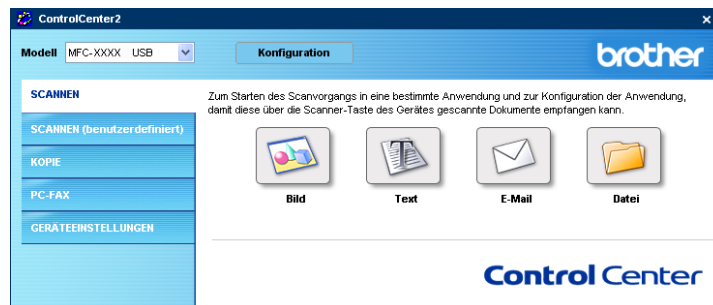 ControlCenter2
Modell MFC-XXXX USB Konfiguration brother
SCANNEN
SCANNEN (benutzerdefiniert)
KOPIE
PC-FAX
GERÄTEEINSTELLUNGEN
Zum Starten des Scanvorgangs in eine bestimmte Anwendung und zur Konfiguration der Anwendung,
damit diese über die Scanner-Taste des Gerätes gescannte Dokumente empfangen kann.
Bild Text E-Mail Datei
Control Center